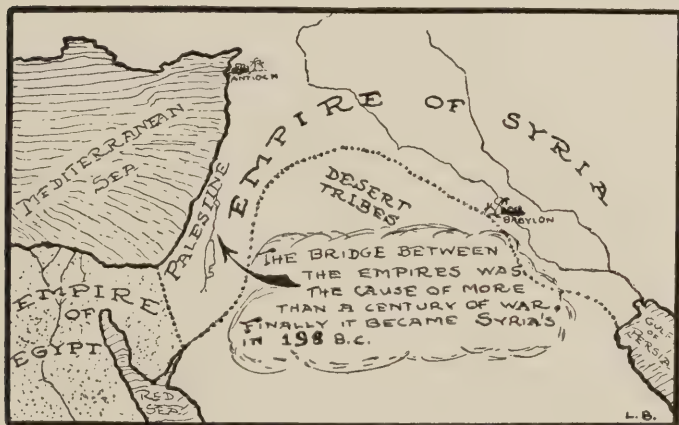 ANTIOCH
MEDITERRANEAN
SEA
EMPIRE OF SYRIA
PALESTINE
DESERT
TRIBES
BABYLON
THE BRIDGE BETWEEN
THE EMPIRES WAS
THE CAUSE OF MORE
THAN A CENTURY OF WAR.
FINALLY IT BECAME SYRIA'S
IN 198 B.C.
EMPIRE
OF
EGYPT
RED
SEA
GULF
OF
PERSIA
L.B.